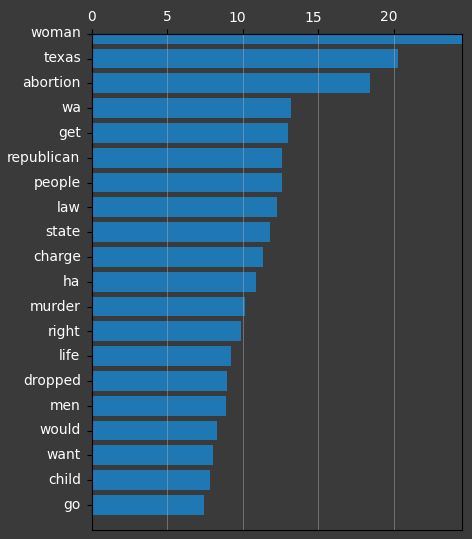 0 5 10 15 20
woman
texas
abortion
wa
get
republican
people
law
state
charge
ha
murder
right
life
dropped
men
would
want
child
go